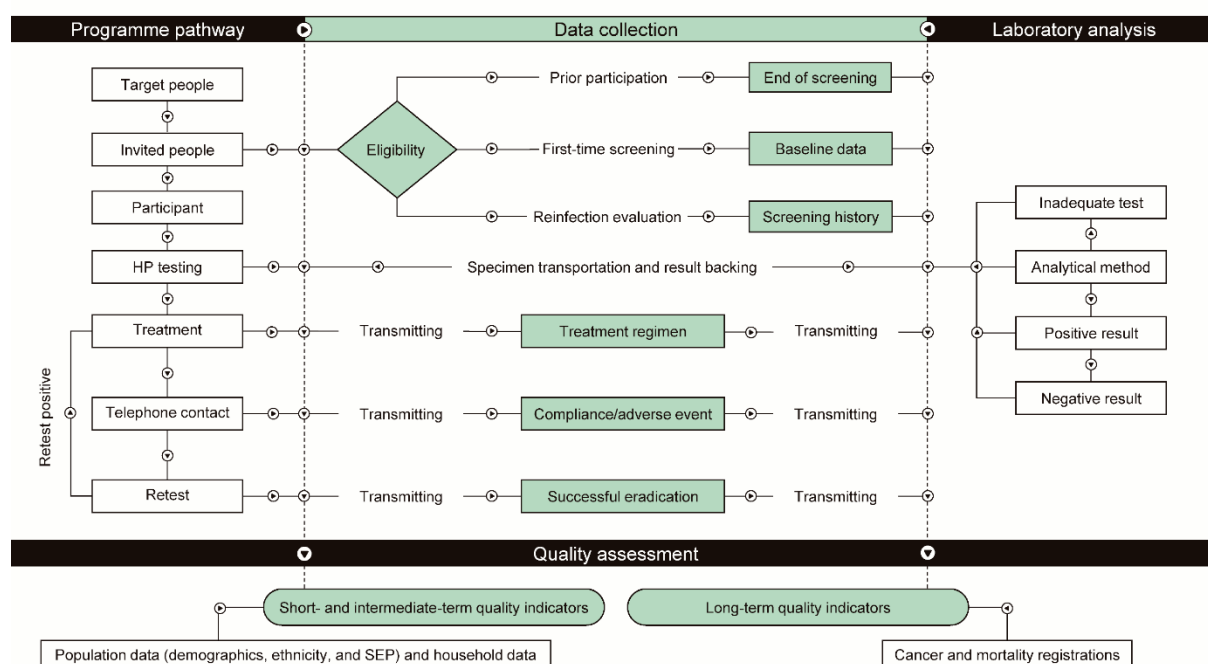 Programme pathway
Data collection
Laboratory analysis
Target people
Prior participation
End of screening
Invited people
Eligibility
First-time screening
Baseline data
Participant
Reinfection evaluation
Screening history
Inadequate test
HP testing
Specimen transportation and result backing
Analytical method
Treatment
Transmitting
Treatment regimen
Transmitting
Positive result
Retest positive
Telephone contact
Transmitting
Compliance/adverse event
Transmitting
Negative result
Retest
Transmitting
Successful eradication
Transmitting
Quality assessment
Short- and intermediate-term quality indicators
Long-term quality indicators
Population data (demographics, ethnicity, and SEP) and household data
Cancer and mortality registrations